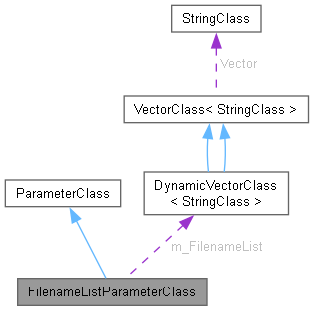 StringClass
Vector
VectorClass< StringClass >
DynamicVectorClass
< StringClass >
ParameterClass
m_FilenameList
FilenameListParameterClass